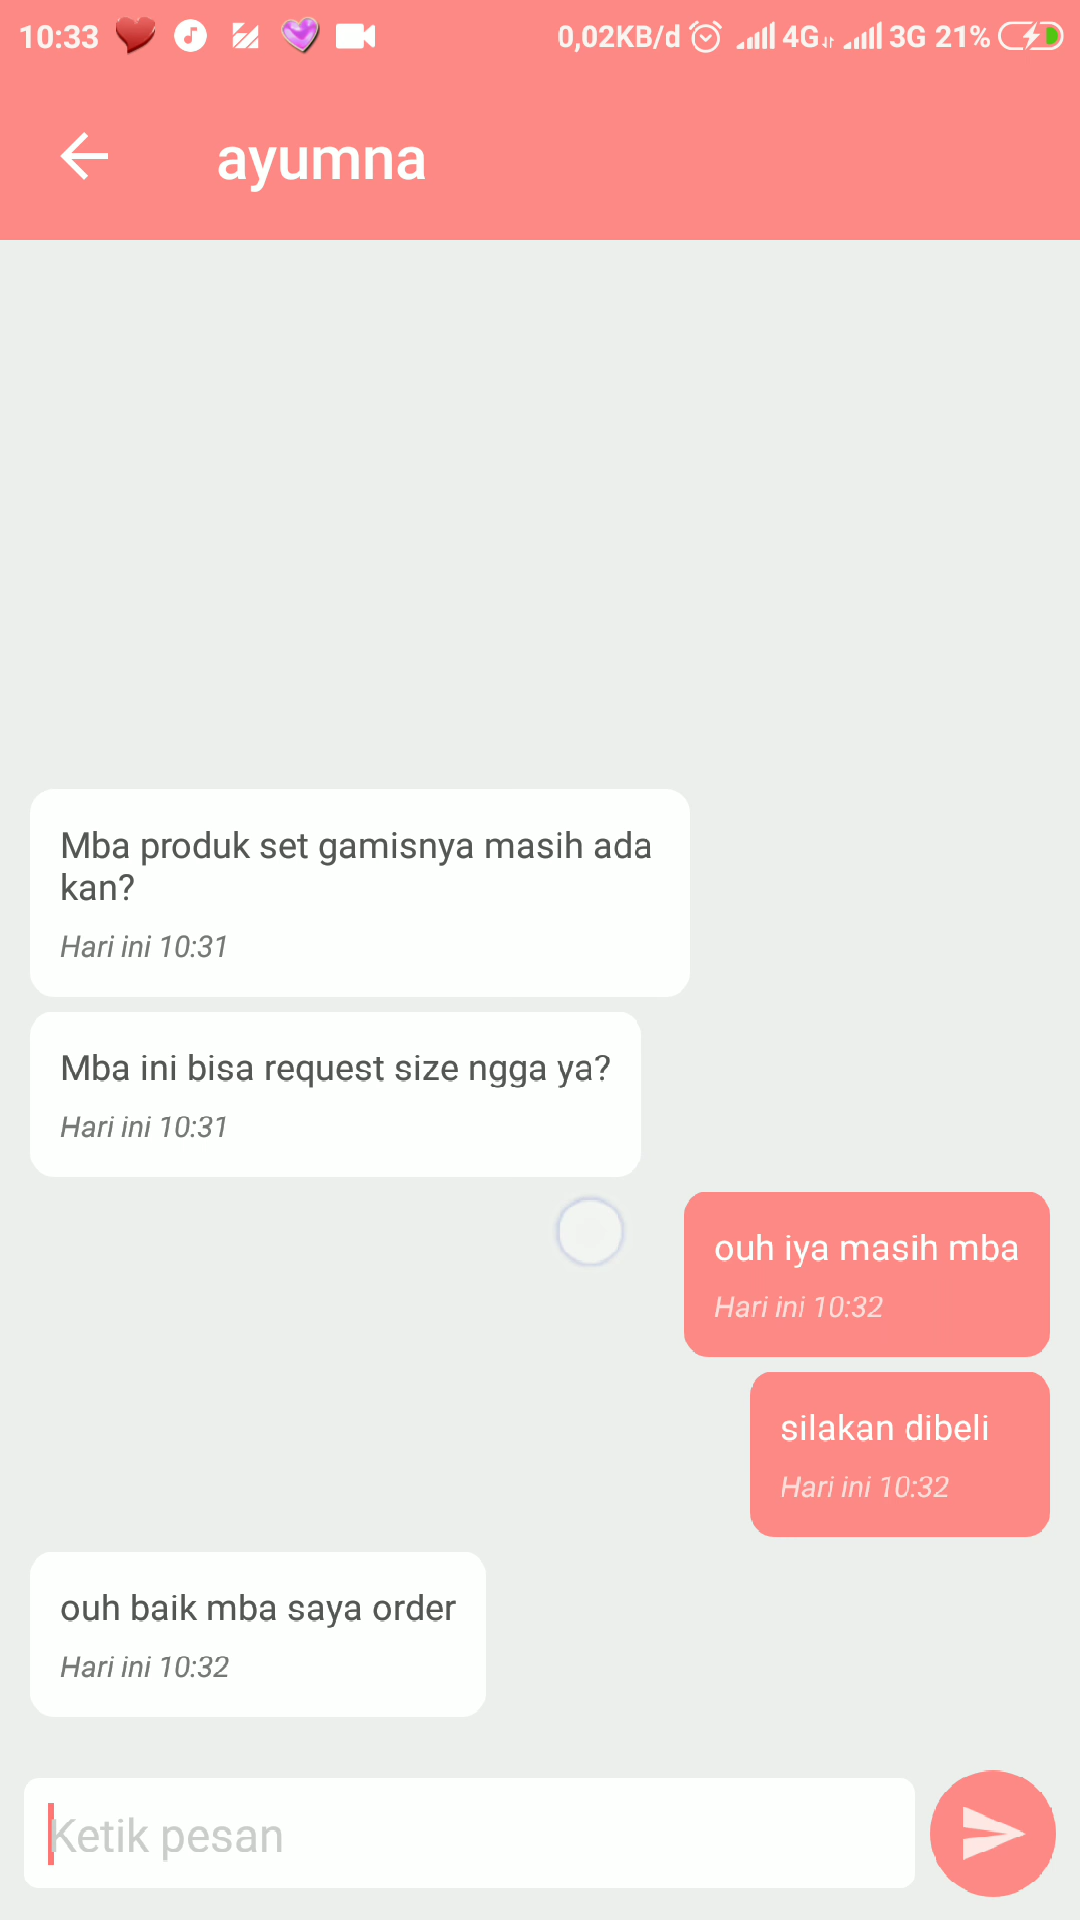 10:33 0,02KB/d 4G 3G 21%
ayumna
Mba produk set gamisnya masih ada
kan?
Hari ini 10:31
Mba ini bisa request size ngga ya?
Hari ini 10:31
ouh iya masih mba
Hari ini 10:32
silakan dibeli
Hari ini 10:32
ouh baik mba saya order
Hari ini 10:32
Ketik pesan